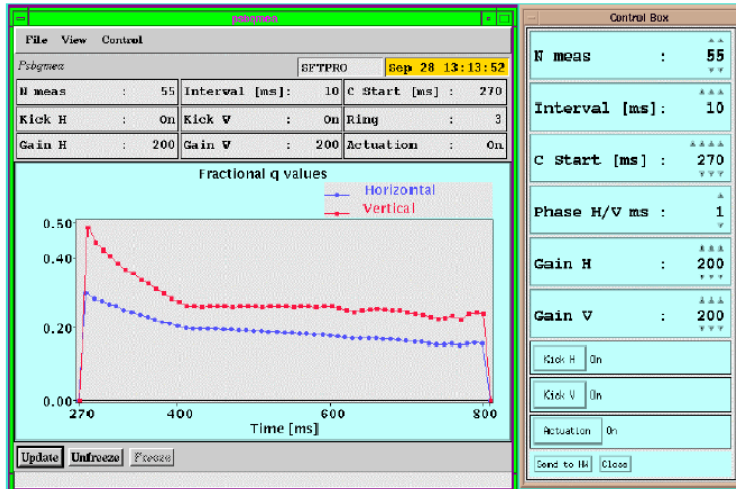 psbqmea
File View Control
Psbqmea SFTPRO Sep 28 13:13:52
N meas : 55 Interval [ms]: 10 C Start [ms] : 270
Kick H : On Kick V : On Ring : 3
Gain H : 200 Gain V : 200 Actuation : On
Fractional q values
Horizontal
Vertical
0.50
0.40
0.20
0.00
270 400 600 800
Time [ms]
Update Unfreeze Freeze
Control Box
N meas : 55
Interval [ms]: 10
C Start [ms] : 270
Phase H/V ms : 1
Gain H : 200
Gain V : 200
Kick H On
Kick V On
Actuation On
Send to HW Close